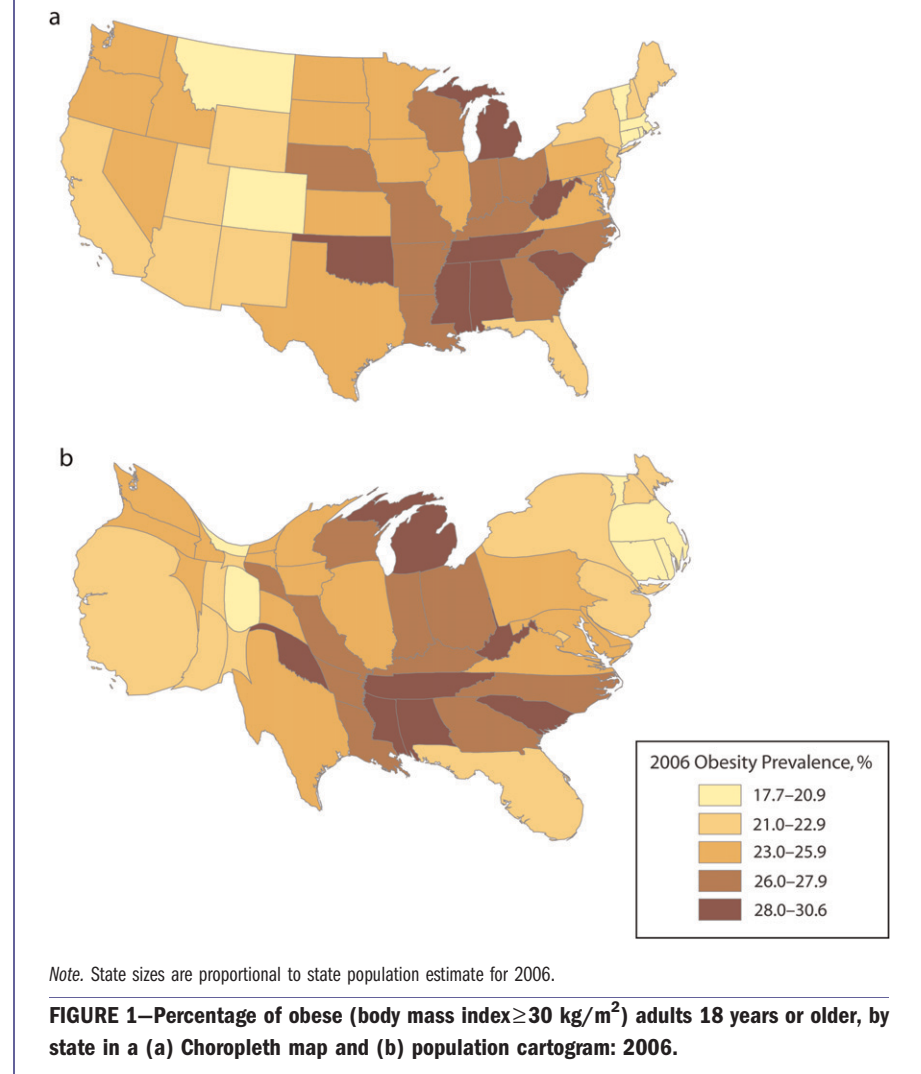 a
b
2006 Obesity Prevalence, %
17.7–20.9
21.0–22.9
23.0–25.9
26.0–27.9
28.0–30.6
Note. State sizes are proportional to state population estimate for 2006.
FIGURE 1—Percentage of obese (body mass index≥30 kg/m²) adults 18 years or older, by
state in a (a) Choropleth map and (b) population cartogram: 2006.